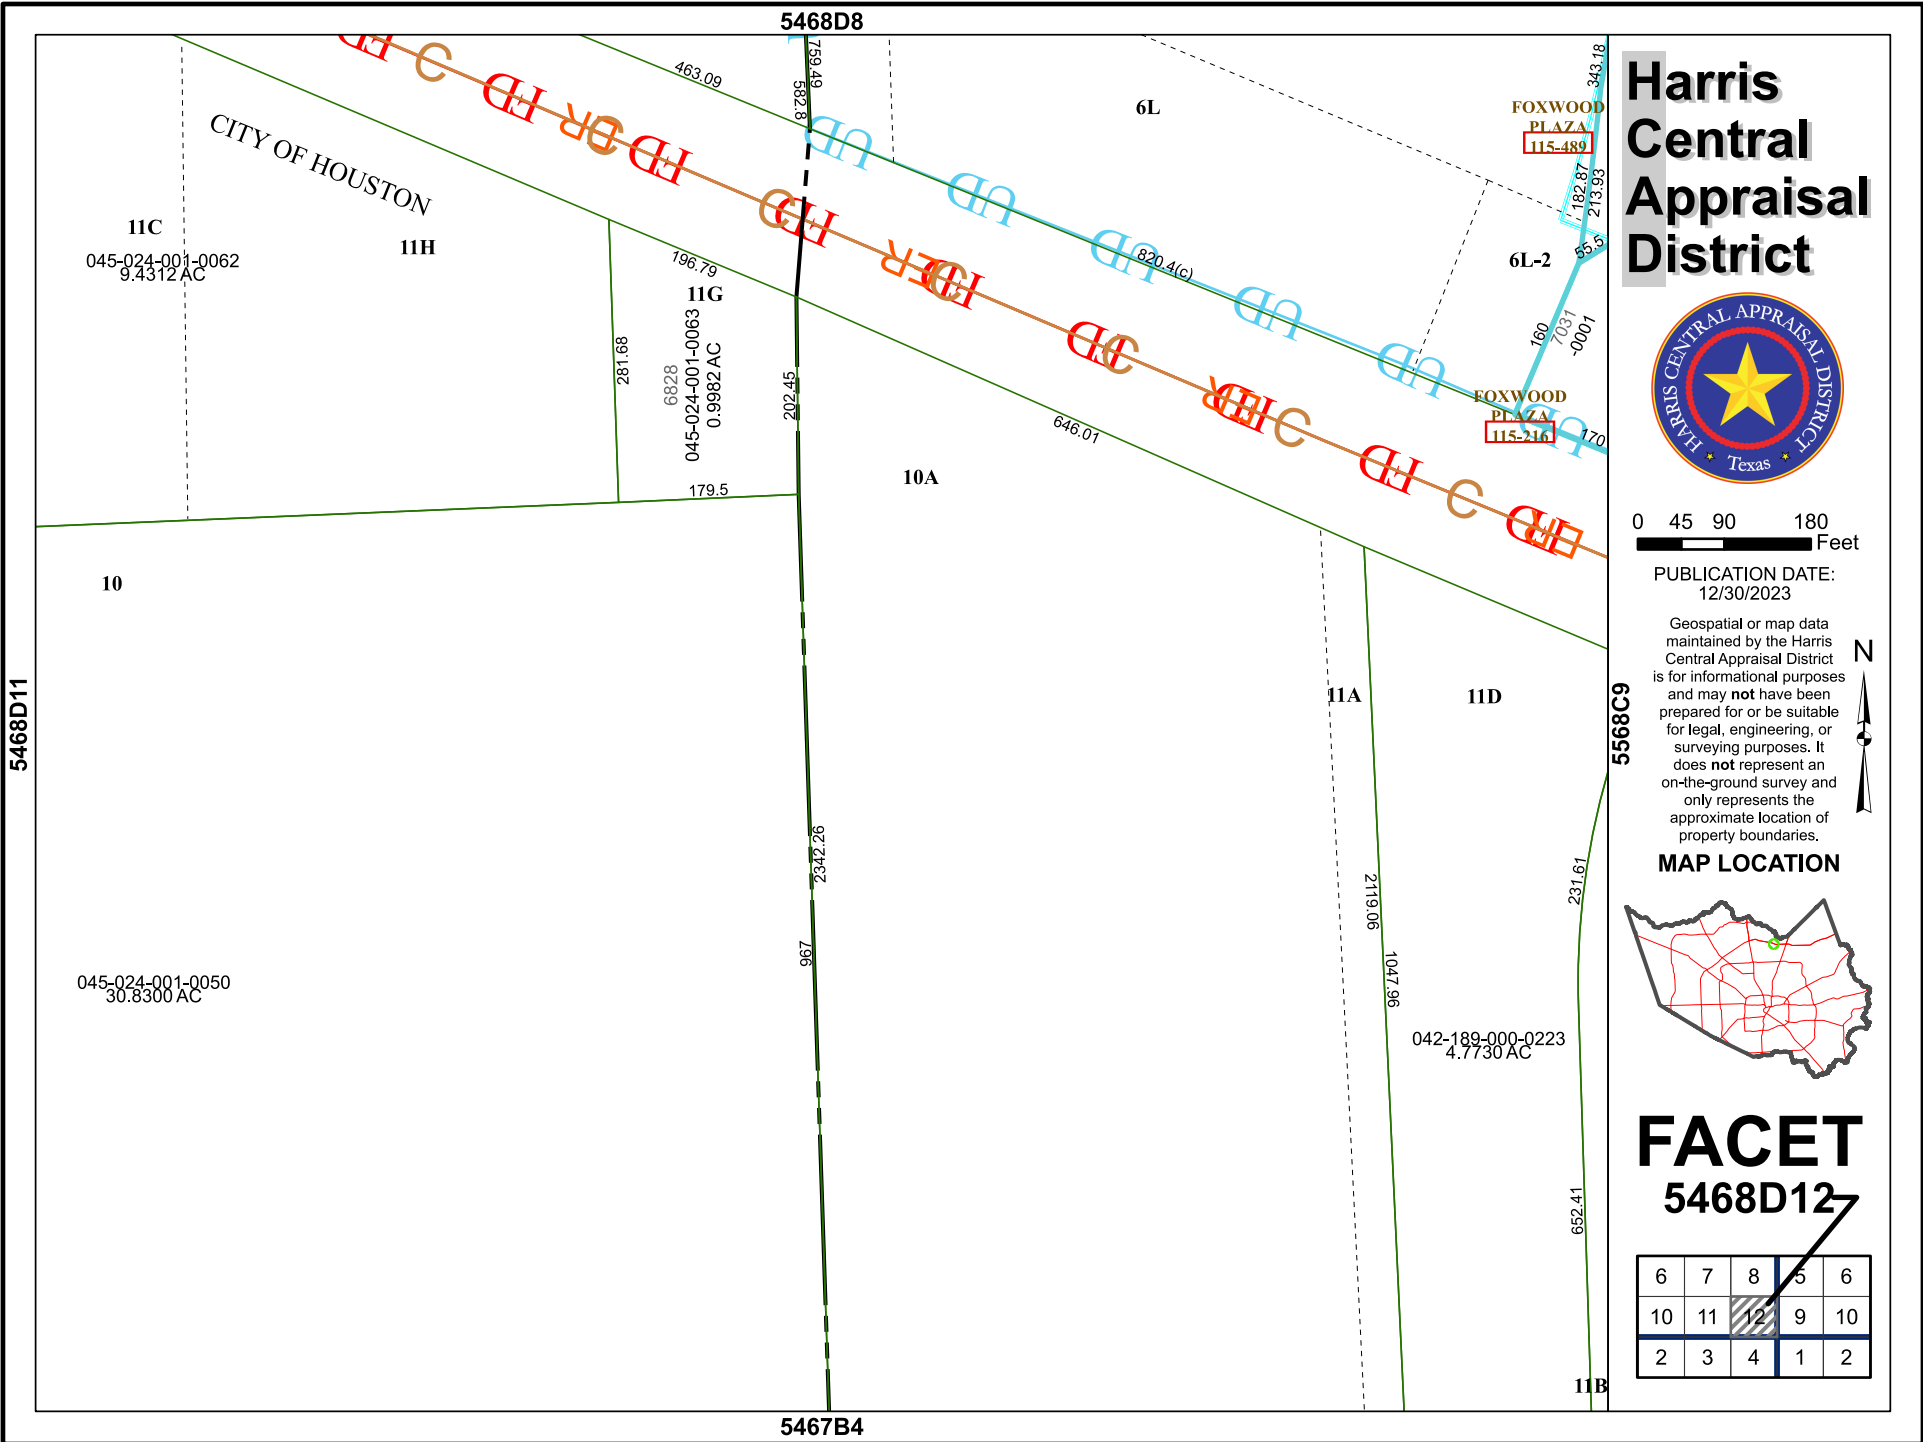 5468D8
Harris
Central
Appraisal
District
HARRIS CENTRAL APPRAISAL DISTRICT
Texas
0 45 90 180
Feet
PUBLICATION DATE:
12/30/2023
Geospatial or map data
maintained by the Harris
Central Appraisal District
is for informational purposes
and may not have been
prepared for or be suitable
for legal, engineering, or
surveying purposes. It
does not represent an
on-the-ground survey and
only represents the
approximate location of
property boundaries.
N
MAP LOCATION
FACET
5468D12
6 7 8 5 6
10 11 12 9 10
2 3 4 1 2
5468D11
5568C9
5467B4
CITY OF HOUSTON
463.09
759.49
582.8
6L
FOXWOOD
PLAZA
115-489
343.18
182.87
213.93
55.5
6L-2
160
7031
-0001
FOXWOOD
PLAZA
115-216
170
820.4(c)
11C
045-024-001-0062
9.4312 AC
11H
196.79
11G
281.68
6828
045-024-001-0063
0.9982 AC
202.45
179.5
646.01
10A
10
11A
11D
2342.26
967
2119.06
1047.96
231.61
652.41
045-024-001-0050
30.8300 AC
042-189-000-0223
4.7730 AC
11B
UD
UD
UD
UD
UD
UD
C
C
C
C
C
C
C
C